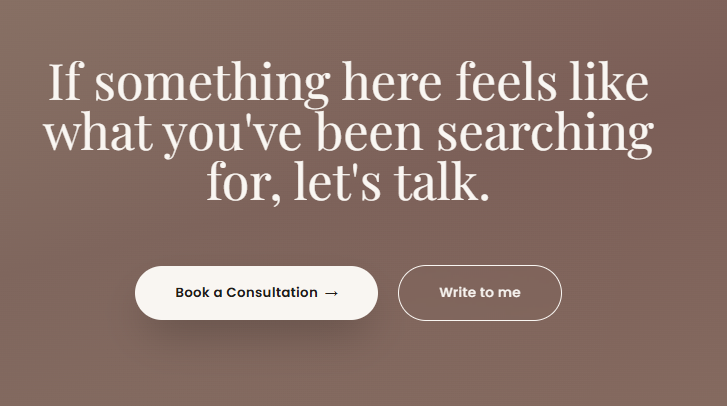 If something here feels like
what you've been searching
for, let's talk.
Book a Consultation →
Write to me